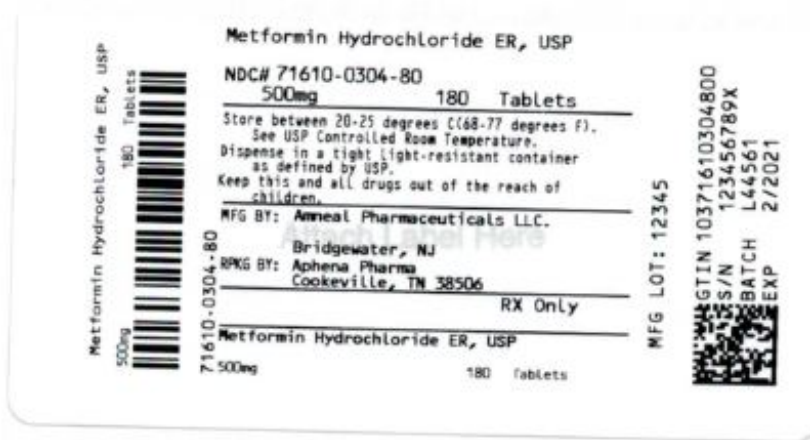 Metformin Hydrochloride ER, USP
NDC# 71610-0304-80
500mg 180 Tablets
Store between 20-25 degrees C(68-77 degrees F).
See USP Controlled Room Temperature.
Dispense in a tight light-resistant container
as defined by USP.
Keep this and all drugs out of the reach of
children.
MFG BY: Amneal Pharmaceuticals LLC.
Attach Label Here
Bridgewater, NJ
RPKG BY: Aphena Pharma
Cookeville, TN 38506
RX Only
Metformin Hydrochloride ER, USP
500mg 180 Tablets
Metformin Hydrochloride ER, USP
500mg 180 Tablets
71610-0304-80
MFG LOT: 12345
GTIN 10371610304800
S/N 123456789X
BATCH L44561
EXP 2/2021